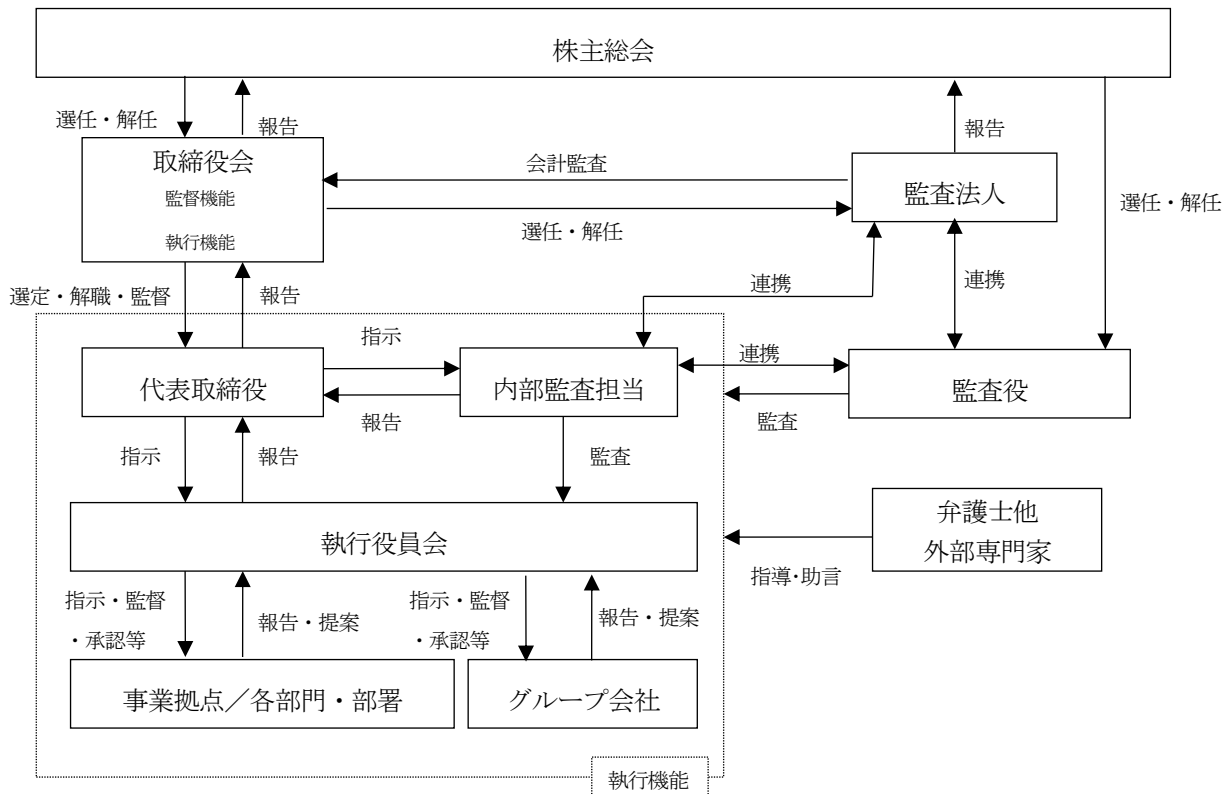 株主総会
選任・解任
報告
報告
取締役会
監督機能
執行機能
会計監査
選任・解任
監査法人
選任・解任
選定・解職・監督
報告
連携
連携
指示
代表取締役
内部監査担当
連携
監査役
報告
監査
指示
報告
監査
執行役員会
弁護士他
外部専門家
指導・助言
指示・監督
・承認等
報告・提案
指示・監督
・承認等
報告・提案
事業拠点／各部門・部署
グループ会社
執行機能